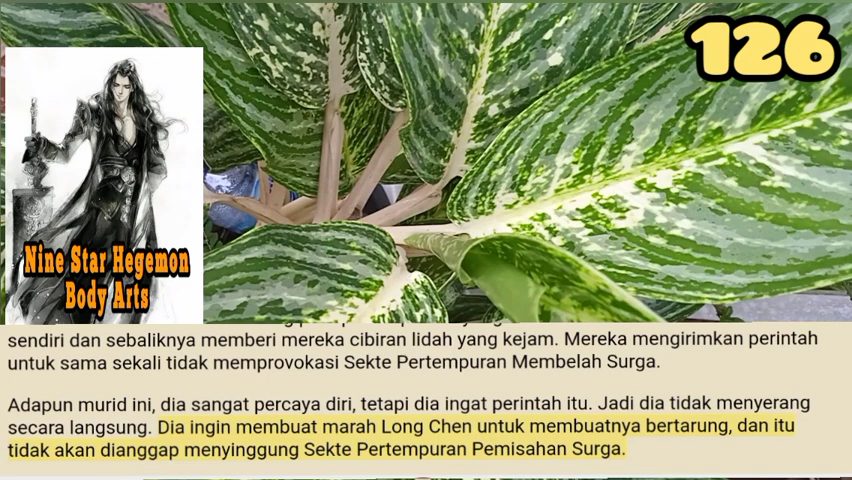 126
Nine Star Hegemon
Body Arts
sendiri dan sebaliknya memberi mereka cibiran lidah yang kejam. Mereka mengirimkan perintah
untuk sama sekali tidak memprovokasi Sekte Pertempuran Membelah Surga.
Adapun murid ini, dia sangat percaya diri, tetapi dia ingat perintah itu. Jadi dia tidak menyerang
secara langsung. Dia ingin membuat marah Long Chen untuk membuatnya bertarung, dan itu
tidak akan dianggap menyinggung Sekte Pertempuran Pemisahan Surga.